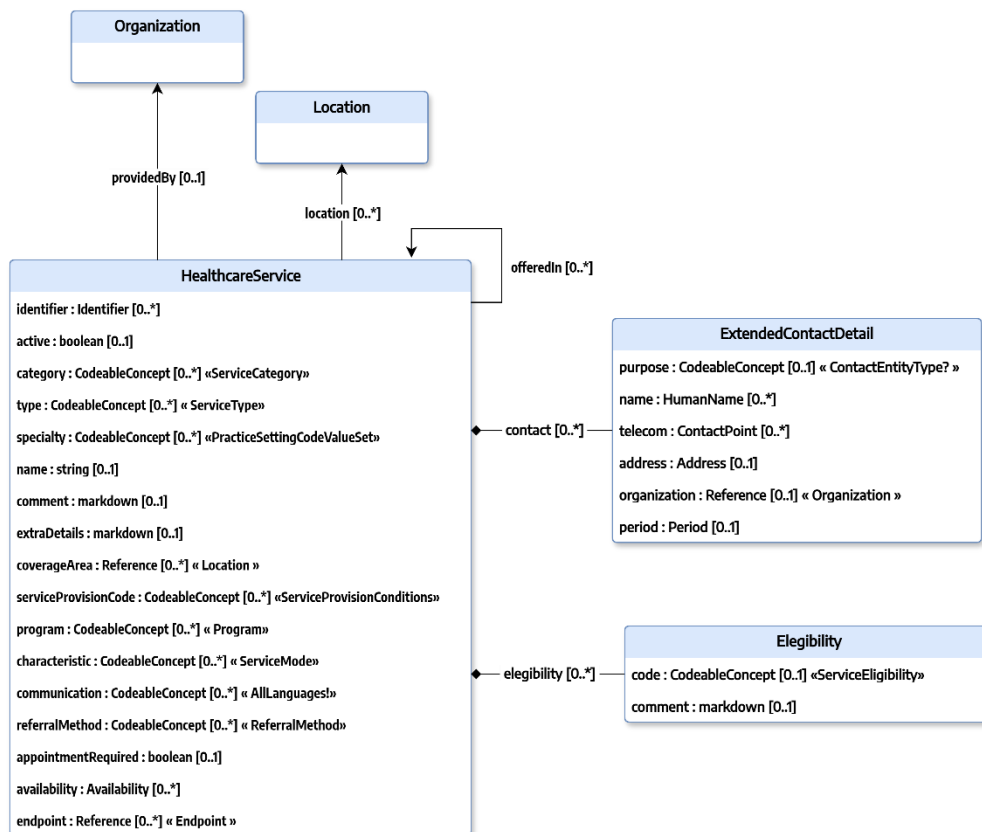 Organization
Location
providedBy [0..1]
location [0..*]
offeredIn [0..*]
HealthcareService
identifier : Identifier [0..*]
active : boolean [0..1]
category : CodeableConcept [0..*] «ServiceCategory»
type : CodeableConcept [0..*] « ServiceType»
specialty : CodeableConcept [0..*] «PracticeSettingCodeValueSet»
name : string [0..1]
comment : markdown [0..1]
extraDetails : markdown [0..1]
coverageArea : Reference [0..*] « Location »
serviceProvisionCode : CodeableConcept [0..*] «ServiceProvisionConditions»
program : CodeableConcept [0..*] « Program»
characteristic : CodeableConcept [0..*] « ServiceMode»
communication : CodeableConcept [0..*] « AllLanguages!»
referralMethod : CodeableConcept [0..*] « ReferralMethod»
appointmentRequired : boolean [0..1]
availability : Availability [0..*]
endpoint : Reference [0..*] « Endpoint »
contact [0..*]
ExtendedContactDetail
purpose : CodeableConcept [0..1] « ContactEntityType? »
name : HumanName [0..*]
telecom : ContactPoint [0..*]
address : Address [0..1]
organization : Reference [0..1] « Organization »
period : Period [0..1]
elegibility [0..*]
Elegibility
code : CodeableConcept [0..1] «ServiceEligibility»
comment : markdown [0..1]